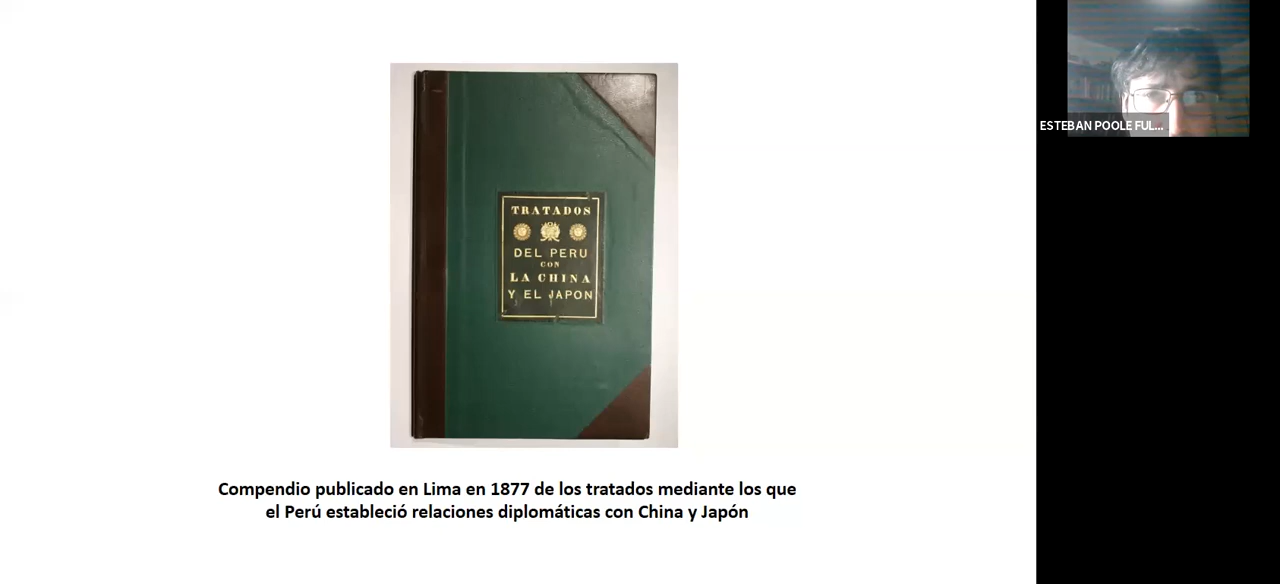 TRATADOS
DEL PERU
CON
LA CHINA
Y EL JAPON
Compendio publicado en Lima en 1877 de los tratados mediante los que
el Perú estableció relaciones diplomáticas con China y Japón
ESTEBAN POOLE FUL...